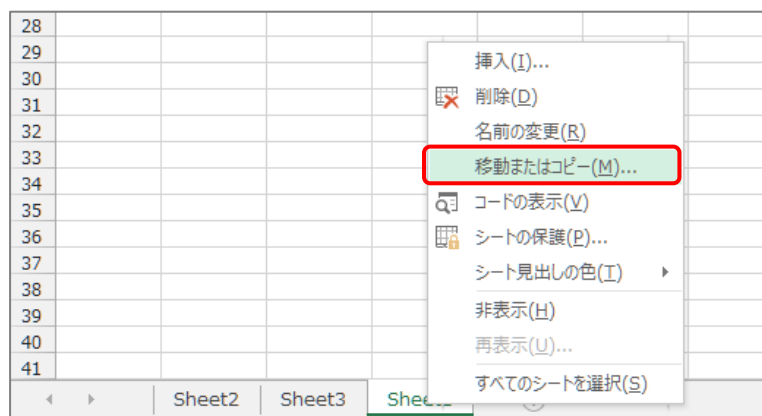 28
29
30
31
32
33
34
35
36
37
38
39
40
41
挿入(I)...
削除(D)
名前の変更(R)
移動またはコピー(M)...
コードの表示(V)
シートの保護(P)...
シート見出しの色(T)
非表示(H)
再表示(U)...
すべてのシートを選択(S)
Sheet2 Sheet3